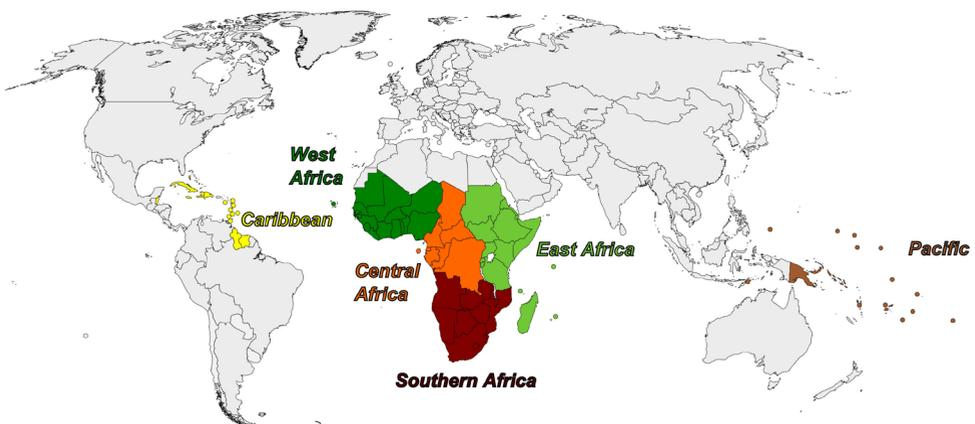 West
Africa
Caribbean
East Africa
Pacific
Central
Africa
Southern Africa